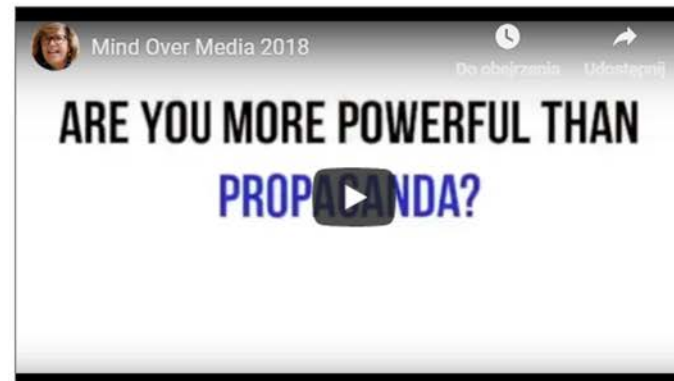 Mind Over Media 2018
Do obejrzenia Udostępnij
ARE YOU MORE POWERFUL THAN
PROPAGANDA?